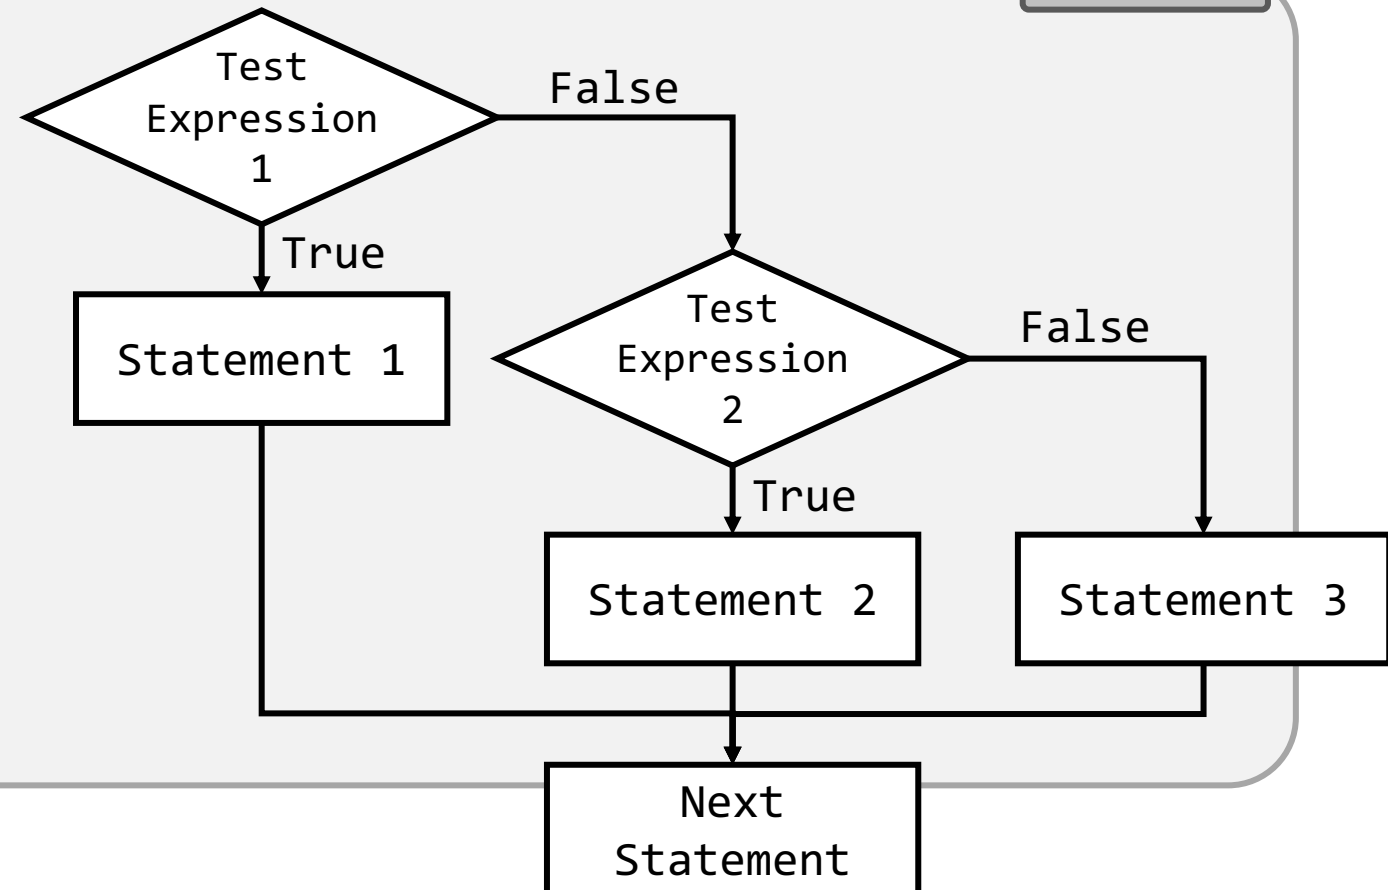 Test
Expression
1
False
True
Statement 1
Test
Expression
2
False
True
Statement 2
Statement 3
Next
Statement